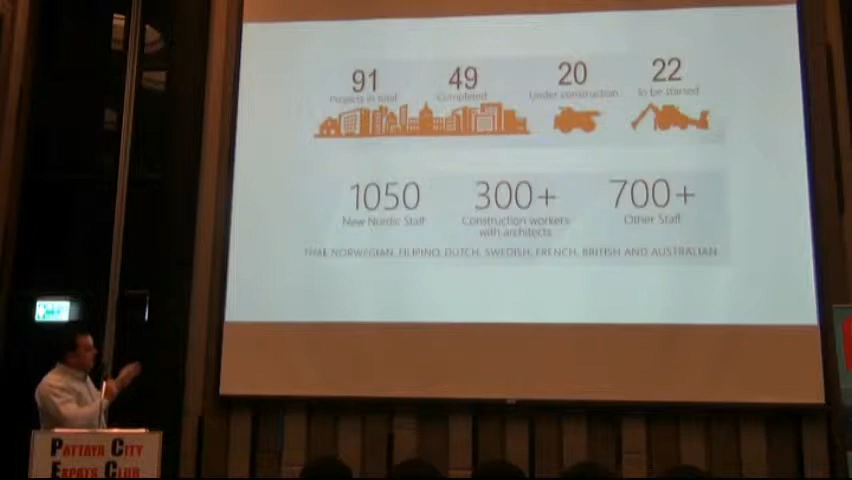 91 49 20 22
Projects in total Completed Under construction To be started
1050 300+ 700+
New Nordic Staff Construction workers Other Staff
with architects
THAI, NORWEGIAN, FILIPINO, DUTCH, SWEDISH, FRENCH, BRITISH AND AUSTRALIAN
PATTAYA CITY
EXPATS CLUB